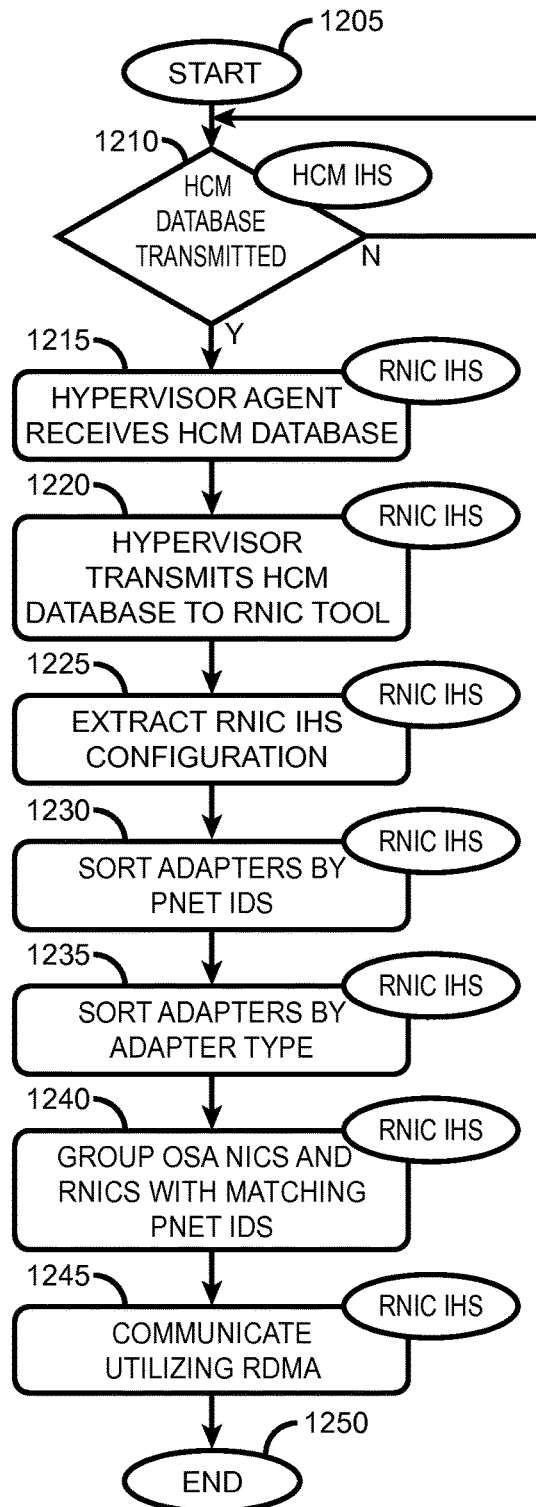 1205
START
1210
HCM IHS
HCM
DATABASE
TRANSMITTED
N
Y
1215
RNIC IHS
HYPERVISOR AGENT
RECEIVES HCM DATABASE
1220
RNIC IHS
HYPERVISOR
TRANSMITS HCM
DATABASE TO RNIC TOOL
1225
RNIC IHS
EXTRACT RNIC IHS
CONFIGURATION
1230
RNIC IHS
SORT ADAPTERS BY
PNET IDS
1235
RNIC IHS
SORT ADAPTERS BY
ADAPTER TYPE
1240
RNIC IHS
GROUP OSA NICS AND
RNICS WITH MATCHING
PNET IDS
1245
RNIC IHS
COMMUNICATE
UTILIZING RDMA
1250
END